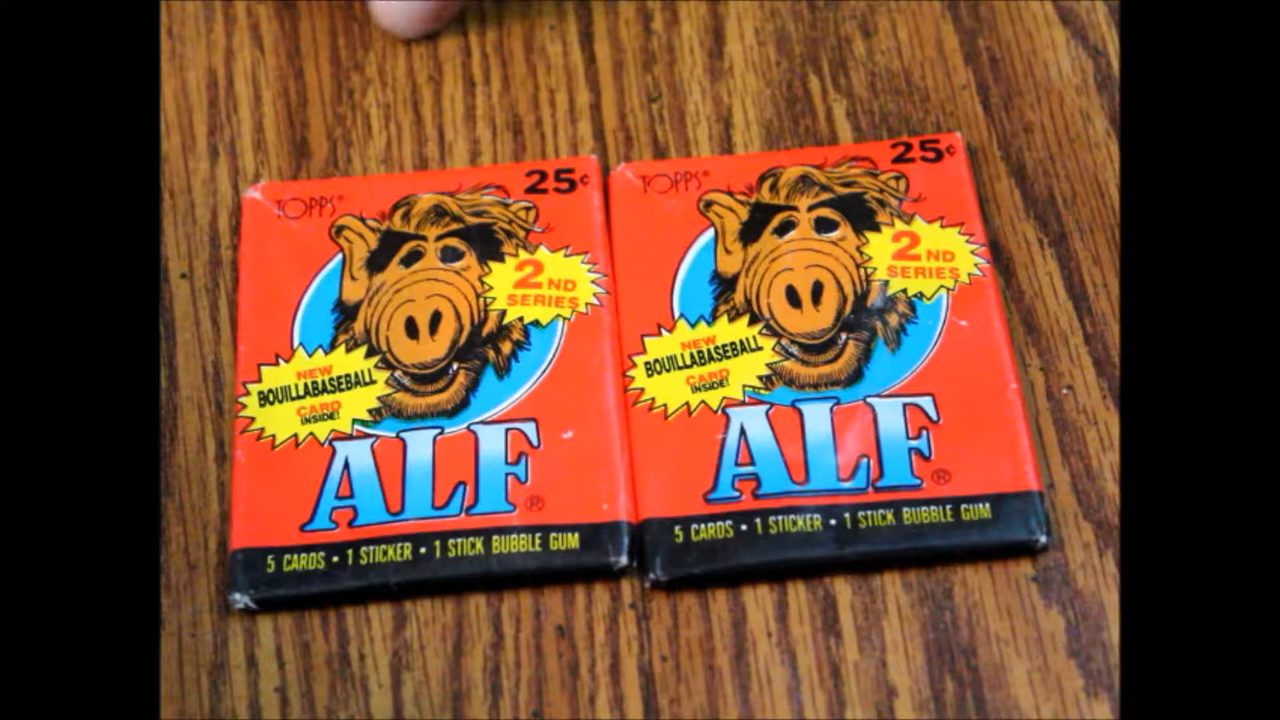 TOPPS®
25¢
2ND
SERIES
NEW
BOUILLABASEBALL
CARD
INSIDE!
ALF®
5 CARDS • 1 STICKER • 1 STICK BUBBLE GUM
TOPPS®
25¢
2ND
SERIES
NEW
BOUILLABASEBALL
CARD
INSIDE!
ALF®
5 CARDS • 1 STICKER • 1 STICK BUBBLE GUM